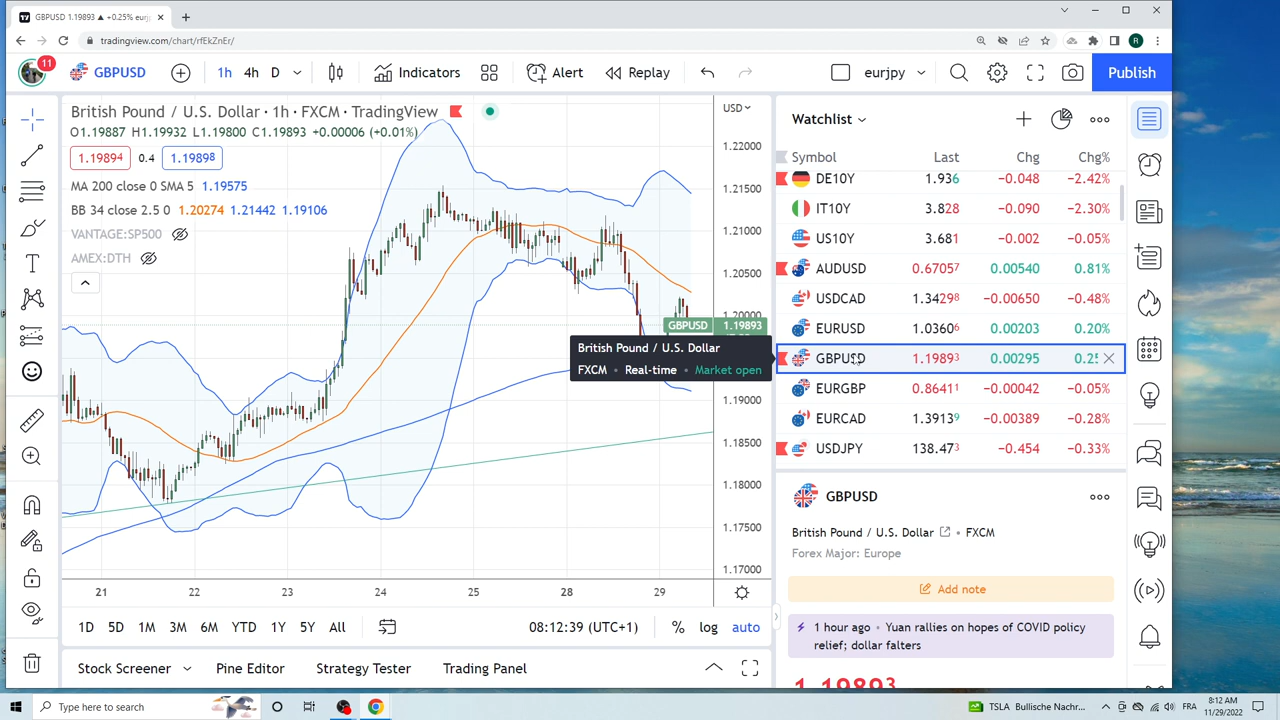 GBPUSD 1.19893 ▲ +0.25% eurj
tradingview.com/chart/rfEkZnEr/
R
11
GBPUSD
1h 4h D
Indicators
Alert
Replay
eurjpy
Publish
British Pound / U.S. Dollar · 1h · FXCM · TradingView
O1.19887 H1.19932 L1.19800 C1.19893 +0.00006 (+0.01%)
1.19894 0.4 1.19898
MA 200 close 0 SMA 5 1.19575
BB 34 close 2.5 0 1.20274 1.21442 1.19106
VANTAGE:SP500
AMEX:DTH
USD
1.22000
1.21500
1.21000
1.20500
1.20000
GBPUSD 1.19893
1.19000
1.18500
1.18000
1.17500
1.17000
British Pound / U.S. Dollar
FXCM • Real-time • Market open
21 22 23 24 25 28 29
1D 5D 1M 3M 6M YTD 1Y 5Y All
08:12:39 (UTC+1)
% log auto
Stock Screener
Pine Editor
Strategy Tester
Trading Panel
Watchlist
Symbol Last Chg Chg%
DE10Y 1.936 −0.048 −2.42%
IT10Y 3.828 −0.090 −2.30%
US10Y 3.681 −0.002 −0.05%
AUDUSD 0.67057 0.00540 0.81%
USDCAD 1.34298 −0.00650 −0.48%
EURUSD 1.03606 0.00203 0.20%
GBPUSD 1.19893 0.00295 0.25
EURGBP 0.86411 −0.00042 −0.05%
EURCAD 1.39139 −0.00389 −0.28%
USDJPY 138.473 −0.454 −0.33%
GBPUSD
British Pound / U.S. Dollar • FXCM
Forex Major: Europe
Add note
1 hour ago • Yuan rallies on hopes of COVID policy
relief; dollar falters
1.19893
Type here to search
TSLA Bullische Nachr...
FRA
8:12 AM
11/29/2022